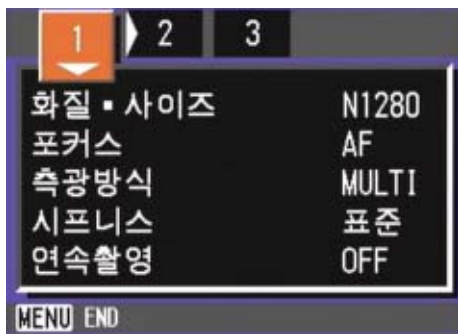 1 2 3
화질▪사이즈 N1280
포커스 AF
측광방식 MULTI
시프니스 표준
연속촬영 OFF
MENU END